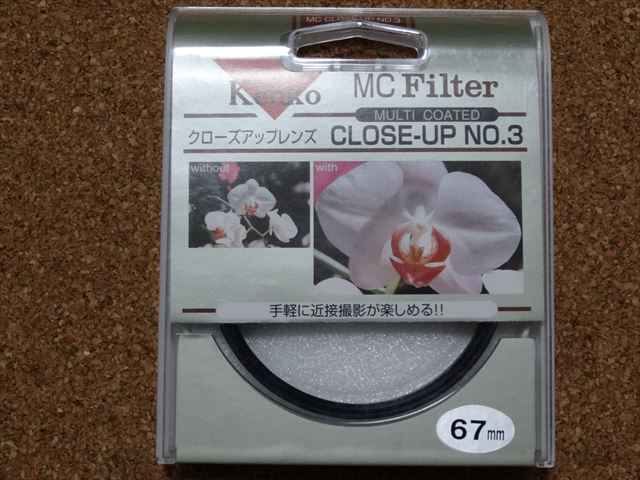 MC CLOSE-UP NO.3
Kenko
MC Filter
MULTI COATED
クローズアップレンズ CLOSE-UP NO.3
without
with
手軽に近接撮影が楽しめる!!
67mm